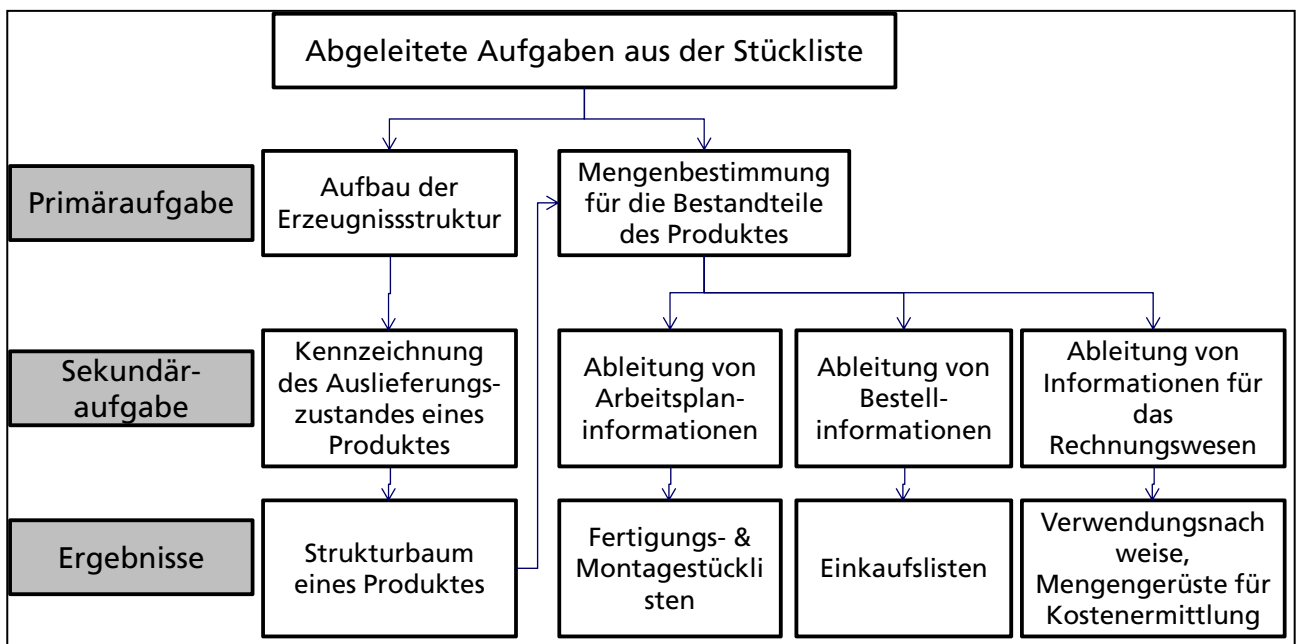 Abgeleitete Aufgaben aus der Stückliste
Primäraufgabe
Aufbau der
Erzeugnissstruktur
Mengenbestimmung
für die Bestandteile
des Produktes
Sekundär-
aufgabe
Kennzeichnung
des Auslieferungs-
zustandes eines
Produktes
Ableitung von
Arbeitsplan-
informationen
Ableitung von
Bestell-
informationen
Ableitung von
Informationen für
das
Rechnungswesen
Ergebnisse
Strukturbaum
eines Produktes
Fertigungs- &
Montagestückli
sten
Einkaufslisten
Verwendungsnach
weise,
Mengengerüste für
Kostenermittlung